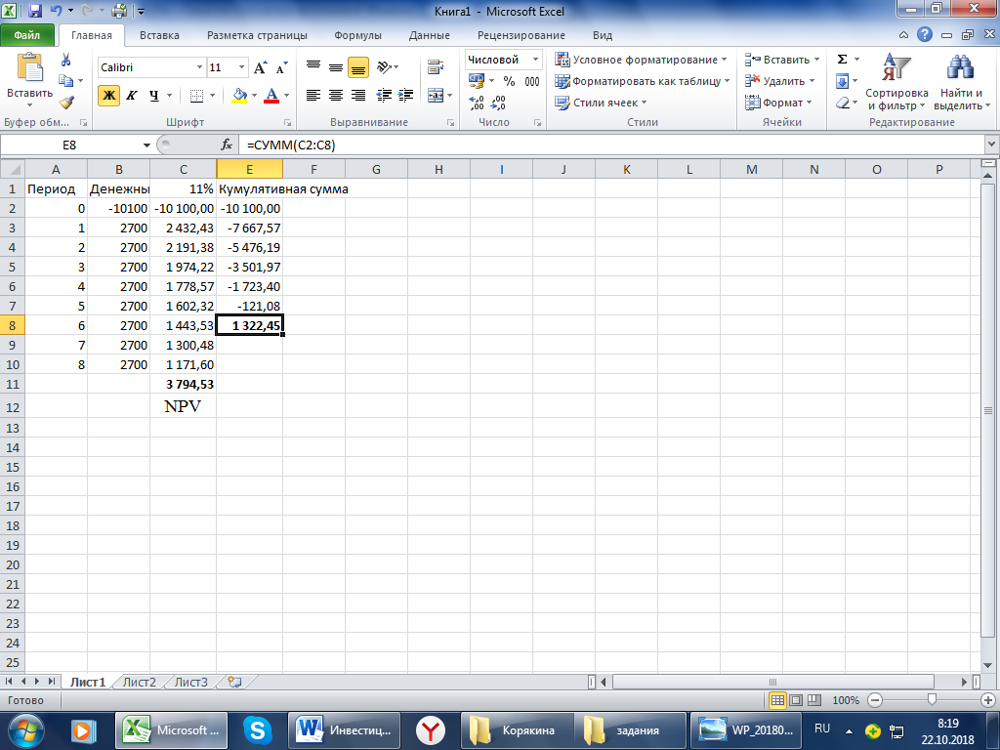 Книга1 - Microsoft Excel
Файл Главная Вставка Разметка страницы Формулы Данные Рецензирование Вид
Вставить
Calibri 11
Ж К Ч
Числовой
% 000
Условное форматирование
Форматировать как таблицу
Стили ячеек
Вставить
Удалить
Формат
Σ
Сортировка и фильтр
Найти и выделить
Буфер обм... Шрифт Выравнивание Число Стили Ячейки Редактирование
E8 fx =СУММ(C2:C8)
A B C E F G H I J K L M N O P
1 Период Денежны 11% Кумулятивная сумма
2 0 -10100 -10 100,00 -10 100,00
3 1 2700 2 432,43 -7 667,57
4 2 2700 2 191,38 -5 476,19
5 3 2700 1 974,22 -3 501,97
6 4 2700 1 778,57 -1 723,40
7 5 2700 1 602,32 -121,08
8 6 2700 1 443,53 1 322,45
9 7 2700 1 300,48
10 8 2700 1 171,60
11 3 794,53
12 NPV
13
14
15
16
17
18
19
20
21
22
23
24
25
Лист1 Лист2 Лист3
Готово 100%
Microsoft ... Инвестиц... Корякина задания WP_20180... RU 8:19
22.10.2018